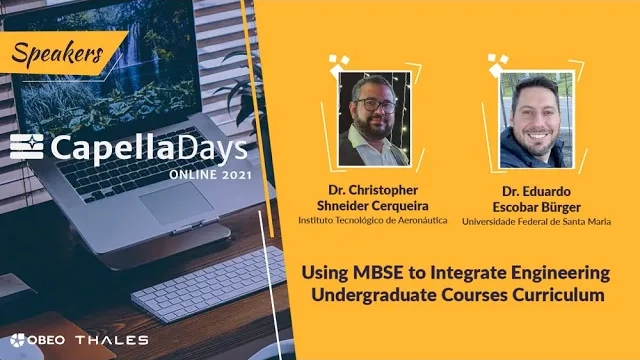 Speakers
CapellaDays
ONLINE 2021
OBEO THALES
Dr. Christopher
Shneider Cerqueira
Instituto Tecnológico de Aeronáutica
Dr. Eduardo
Escobar Bürger
Universidade Federal de Santa Maria
Using MBSE to Integrate Engineering
Undergraduate Courses Curriculum